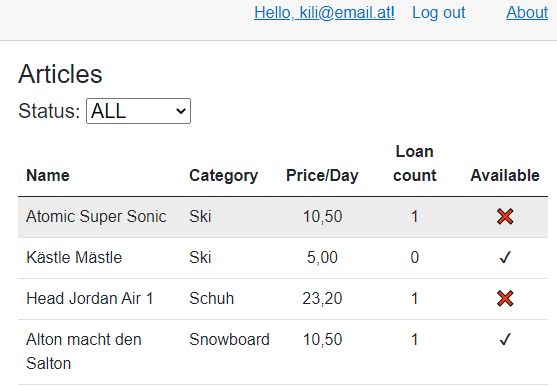 Hello, kili@email.at! Log out About
Articles
Status: ALL
Loan
Name Category Price/Day count Available
Atomic Super Sonic Ski 10,50 1 ❌
Kästle Mästle Ski 5,00 0 ✓
Head Jordan Air 1 Schuh 23,20 1 ❌
Alton macht den Snowboard 10,50 1 ✓
Salton